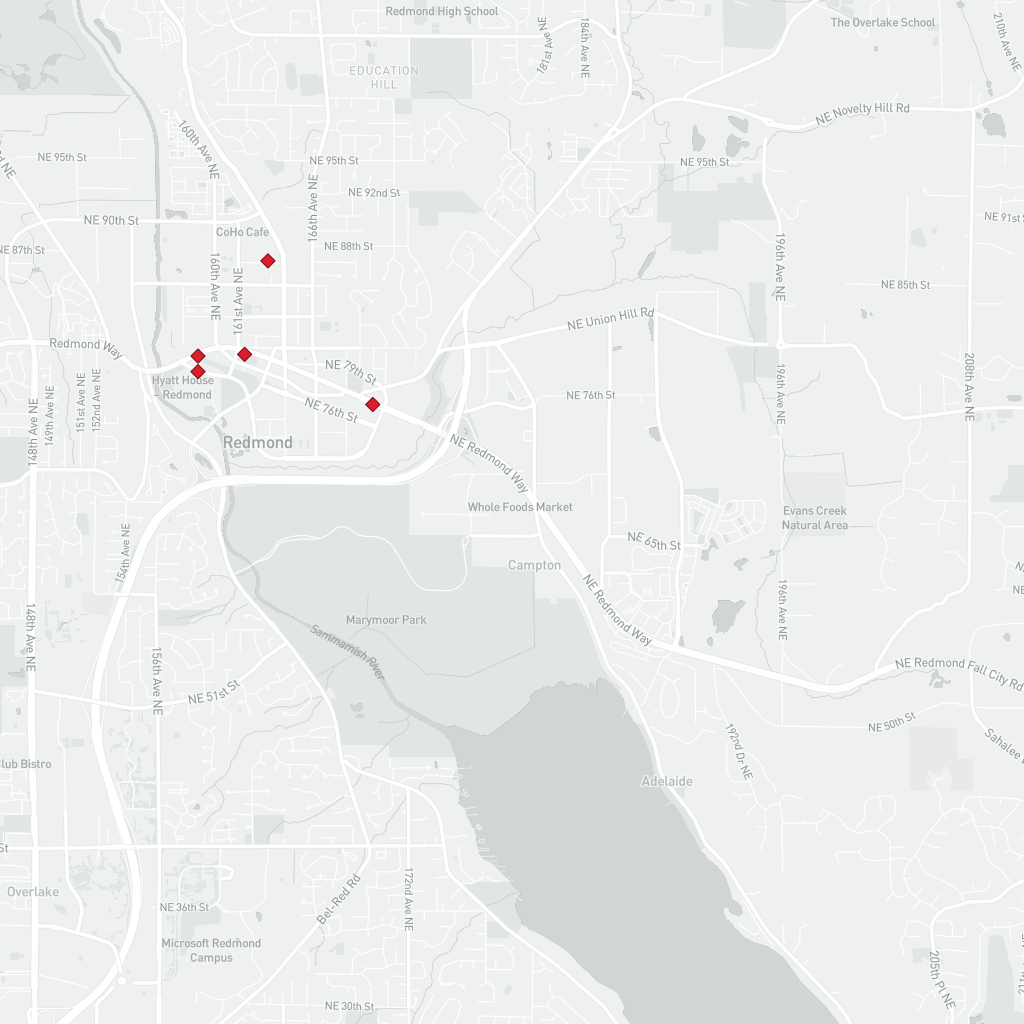 Redmond High School
The Overlake School
210th Ave NE
181st Ave NE
184th Ave NE
EDUCATION
HILL
NE Novelty Hill Rd
160th Ave NE
NE 95th St
NE 95th St
NE 95th St
NE 92nd St
166th Ave NE
NE 90th St
CoHo Cafe
NE 91st S
NE 87th St
NE 88th St
160th Ave NE
161st Ave NE
196th Ave NE
NE 85th St
NE Union Hill Rd
Redmond Way
NE 79th St
Hyatt House
– Redmond
151st Ave NE
152nd Ave NE
149th Ave NE
148th Ave NE
NE 76th St
NE 76th St
196th Ave NE
208th Ave NE
Redmond
NE Redmond Way
Whole Foods Market
Evans Creek
Natural Area
154th Ave NE
NE 65th St
Campton
NE Redmond Way
196th Ave NE
148th Ave NE
Marymoor Park
Sammamish River
156th Ave NE
NE 51st St
NE Redmond Fall City Rd
NE 50th St
192nd Dr NE
Sahalee
Club Bistro
Adelaide
St
Overlake
172nd Ave NE
Bel-Red Rd
NE 36th St
Microsoft Redmond
Campus
205th Pl NE
211th
NE 30th St